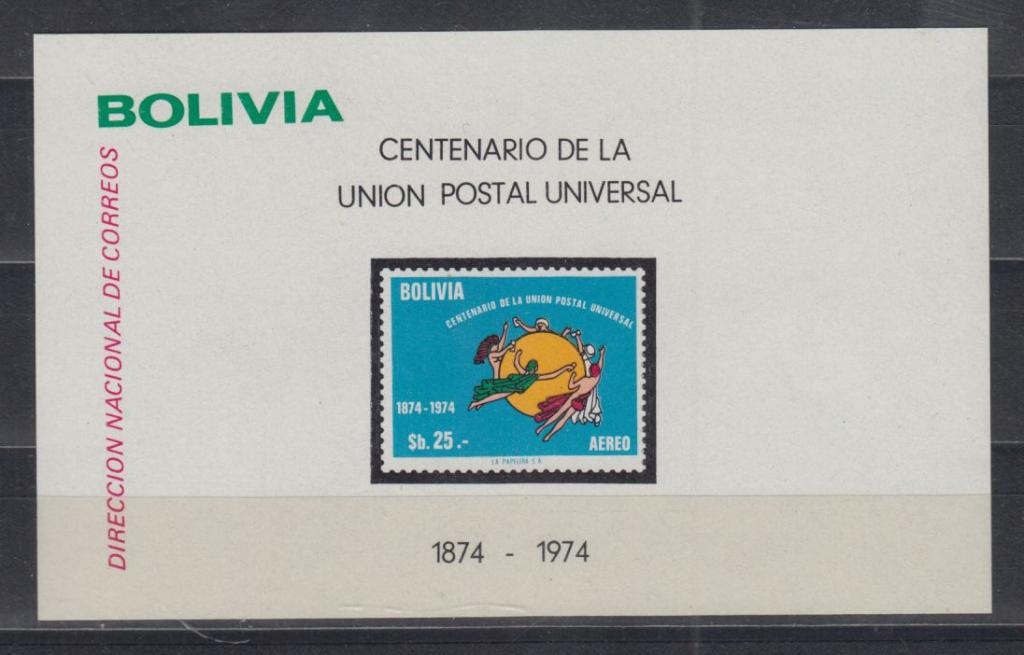 BOLIVIA
DIRECCION NACIONAL DE CORREOS
CENTENARIO DE LA
UNION POSTAL UNIVERSAL
BOLIVIA
CENTENARIO DE LA UNION POSTAL UNIVERSAL
1874-1974
$b. 25.-
AEREO
LA PAPELERA S.A.
1874 - 1974